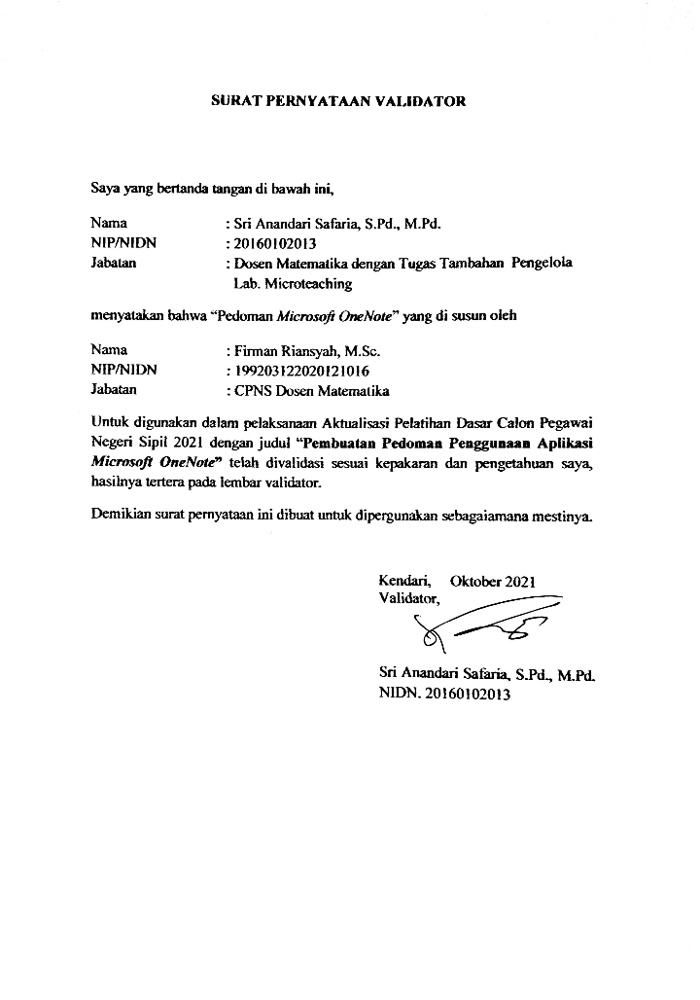 SURAT PERNYATAAN VALIDATOR
Saya yang bertanda tangan di bawah ini,
Nama : Sri Anandari Safaria, S.Pd., M.Pd.
NIP/NIDN : 20160102013
Jabatan : Dosen Matematika dengan Tugas Tambahan Pengelola
Lab. Microteaching
menyatakan bahwa “Pedoman Microsoft OneNote” yang di susun oleh
Nama : Firman Riansyah, M.Sc.
NIP/NIDN : 199203122020121016
Jabatan : CPNS Dosen Matematika
Untuk digunakan dalam pelaksanaan Aktualisasi Pelatihan Dasar Calon Pegawai
Negeri Sipil 2021 dengan judul “Pembuatan Pedoman Penggunaan Aplikasi
Microsoft OneNote” telah divalidasi sesuai kepakaran dan pengetahuan saya,
hasilnya tertera pada lembar validator.
Demikian surat pernyataan ini dibuat untuk dipergunakan sebagaiamana mestinya.
Kendari, Oktober 2021
Validator,
Sri Anandari Safaria, S.Pd., M.Pd.
NIDN. 20160102013